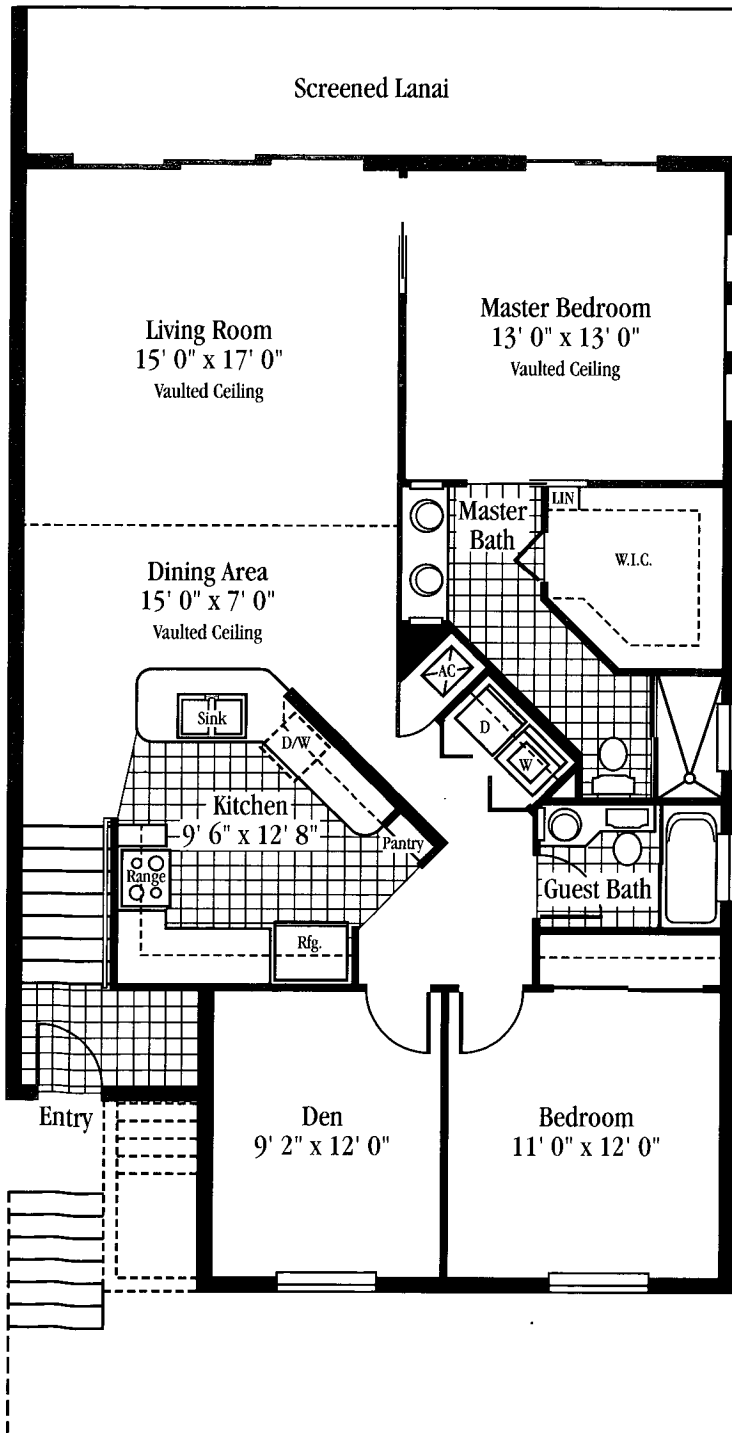 Screened Lanai
Living Room
15' 0" x 17' 0"
Vaulted Ceiling
Master Bedroom
13' 0" x 13' 0"
Vaulted Ceiling
LIN
Master
Bath
W.I.C.
Dining Area
15' 0" x 7' 0"
Vaulted Ceiling
AC
Sink
D
D/W
W
Kitchen
9' 6" x 12' 8"
Pantry
Range
Guest Bath
Rfg.
Entry
Den
9' 2" x 12' 0"
Bedroom
11' 0" x 12' 0"